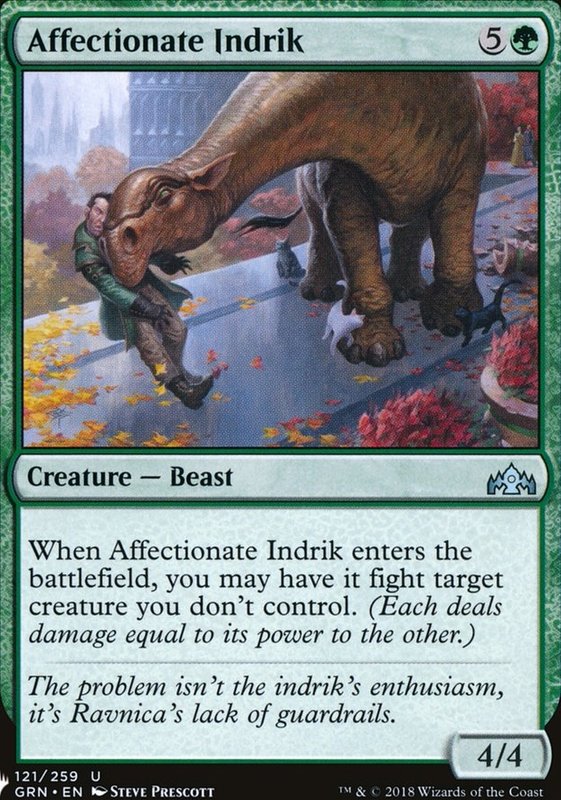 Affectionate Indrik 5
Creature — Beast
When Affectionate Indrik enters the
battlefield, you may have it fight target
creature you don't control. (Each deals
damage equal to its power to the other.)
The problem isn't the indrik's enthusiasm,
it's Ravnica's lack of guardrails.
4/4
121/259 U
GRN • EN Steve Prescott
™ & © 2018 Wizards of the Coast